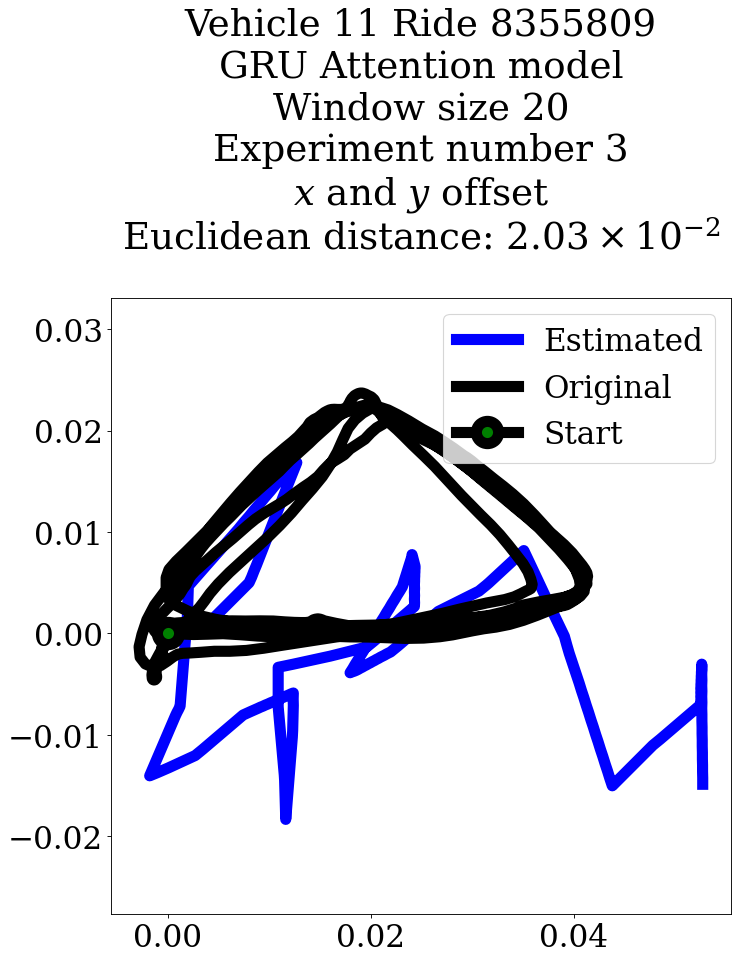 Vehicle 11 Ride 8355809
GRU Attention model
Window size 20
Experiment number 3
x and y offset
Euclidean distance: 2.03 × 10⁻²
Estimated
Original
Start
0.03
0.02
0.01
0.00
−0.01
−0.02
0.00 0.02 0.04